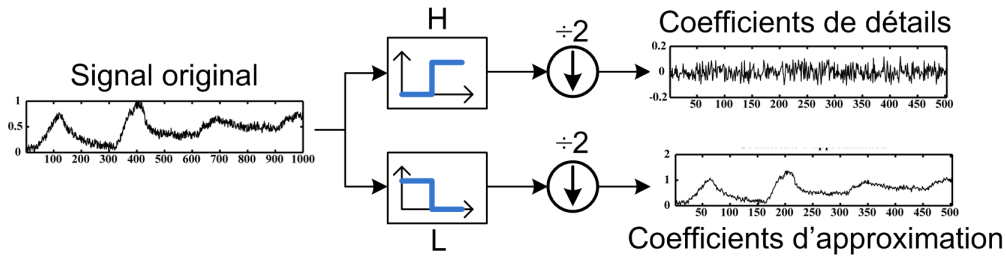 Signal original
1
0.5
0
100 200 300 400 500 600 700 800 900 1000
H
÷2
Coefficients de détails
0.2
0
-0.2
50 100 150 200 250 300 350 400 450 500
L
÷2
2
1
0
50 100 150 200 250 300 350 400 450 500
Coefficients d’approximation